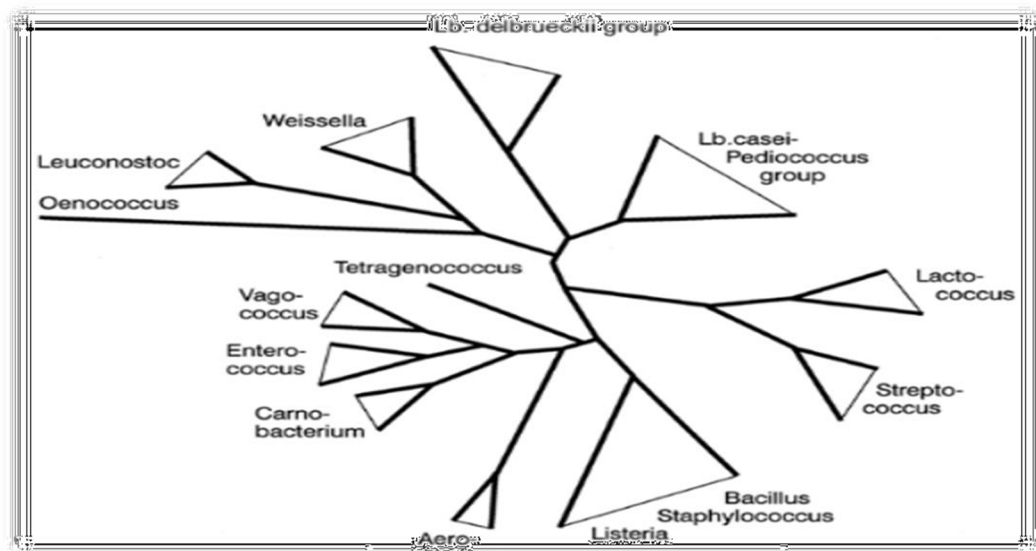 Lb. delbrueckii group
Weissella
Lb.casei-
Pediococcus
group
Leuconostoc
Oenococcus
Tetragenococcus
Lacto-
coccus
Vago-
coccus
Entero-
coccus
Strepto-
coccus
Carno-
bacterium
Bacillus
Staphylococcus
Listeria
Aero